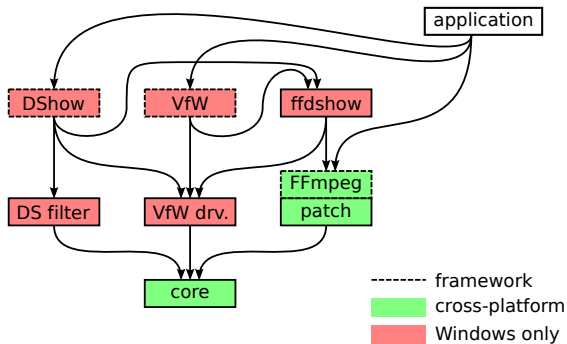 application
DShow
VfW
ffdshow
FFmpeg
patch
DS filter
VfW drv.
core
framework
cross-platform
Windows only